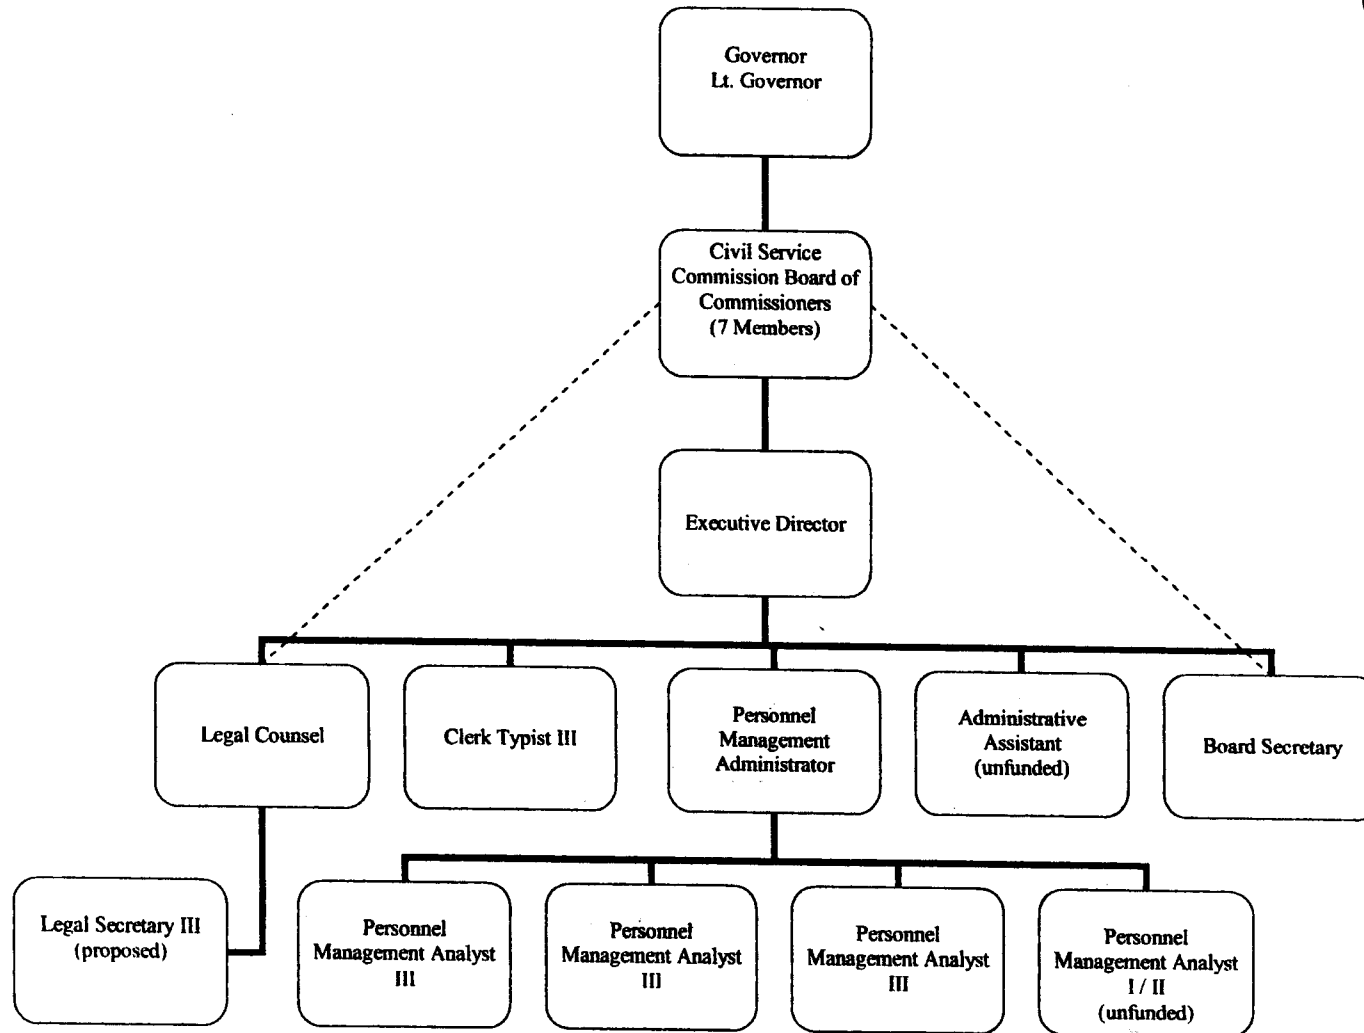 Governor
Lt. Governor
Civil Service
Commission Board of
Commissioners
(7 Members)
Executive Director
Legal Counsel
Clerk Typist III
Personnel
Management
Administrator
Administrative
Assistant
(unfunded)
Board Secretary
Legal Secretary III
(proposed)
Personnel
Management Analyst
III
Personnel
Management Analyst
III
Personnel
Management Analyst
III
Personnel
Management Analyst
I / II
(unfunded)